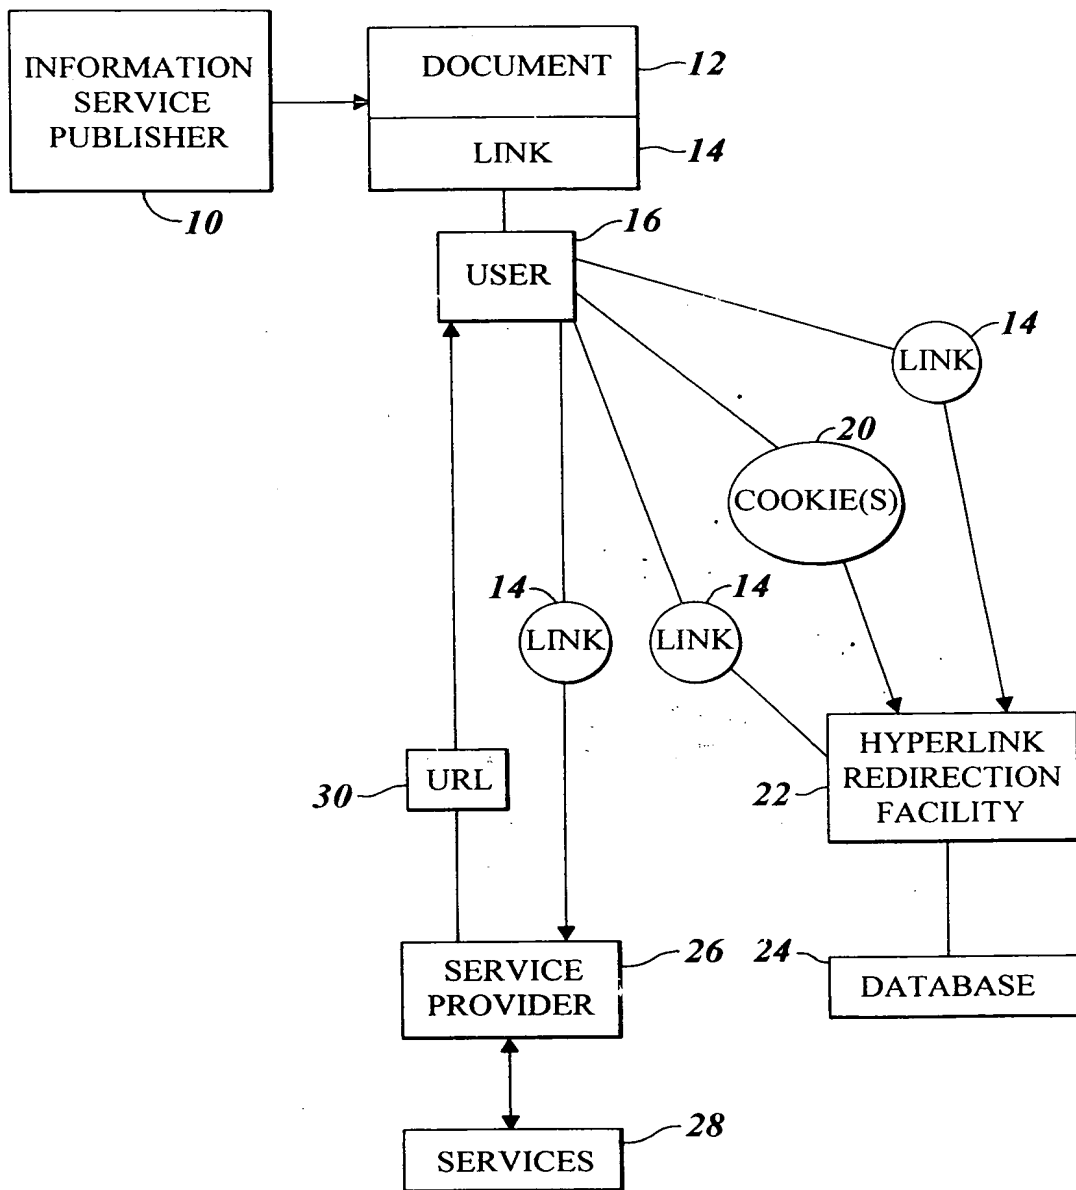 INFORMATION
SERVICE
PUBLISHER
10
DOCUMENT
12
LINK
14
16
USER
14
LINK
20
COOKIE(S)
14
LINK
14
LINK
HYPERLINK
REDIRECTION
FACILITY
22
30
URL
SERVICE
PROVIDER
26
24
DATABASE
28
SERVICES